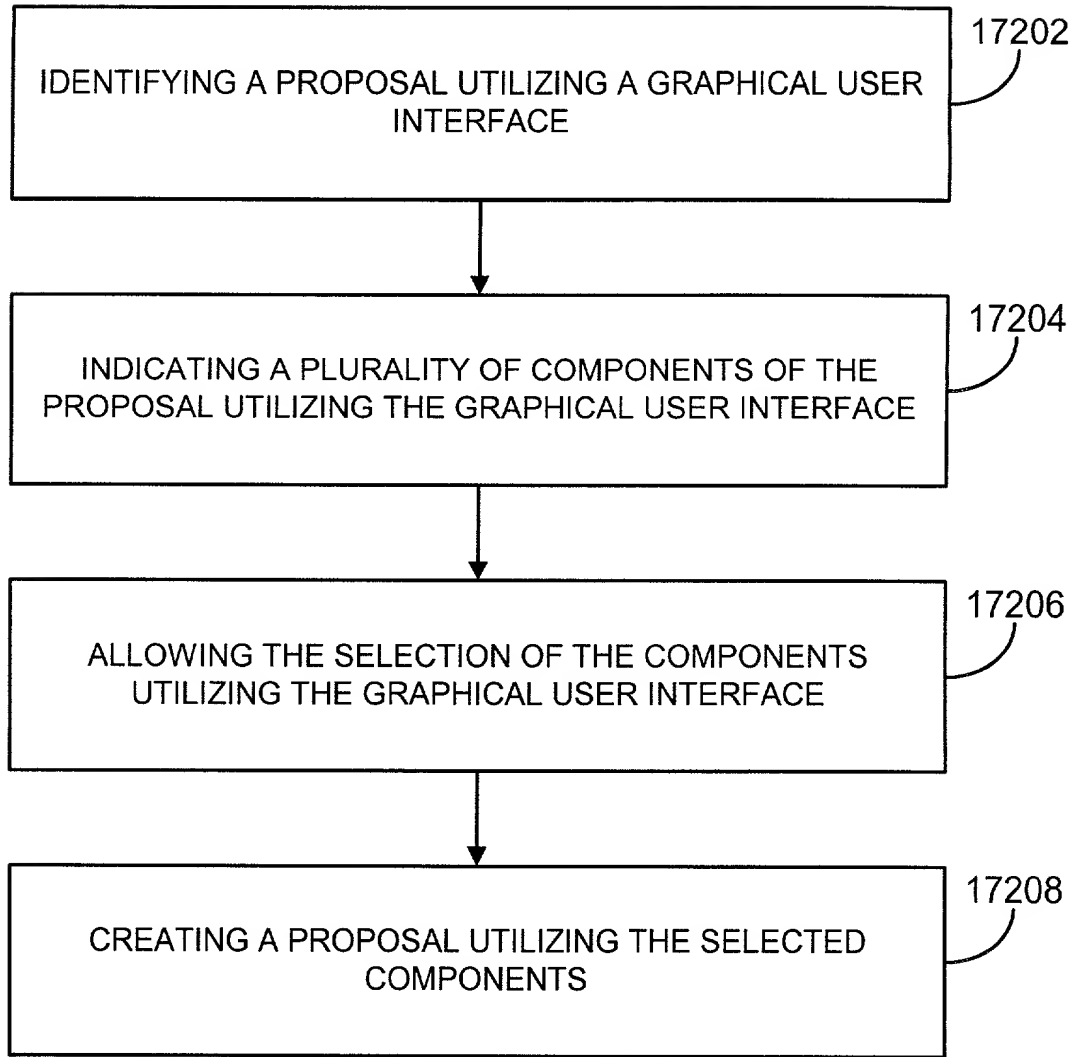 17202
IDENTIFYING A PROPOSAL UTILIZING A GRAPHICAL USER
INTERFACE
17204
INDICATING A PLURALITY OF COMPONENTS OF THE
PROPOSAL UTILIZING THE GRAPHICAL USER INTERFACE
17206
ALLOWING THE SELECTION OF THE COMPONENTS
UTILIZING THE GRAPHICAL USER INTERFACE
17208
CREATING A PROPOSAL UTILIZING THE SELECTED
COMPONENTS